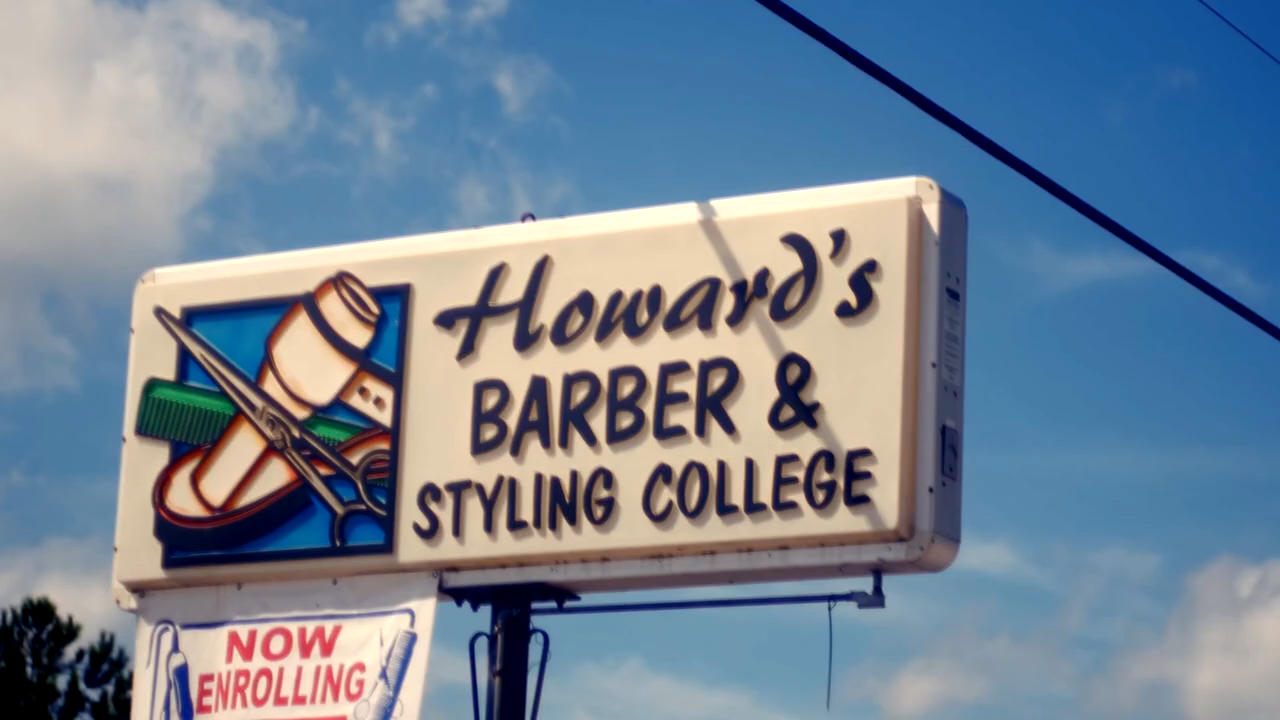 Howard's
BARBER &
STYLING COLLEGE
NOW
ENROLLING